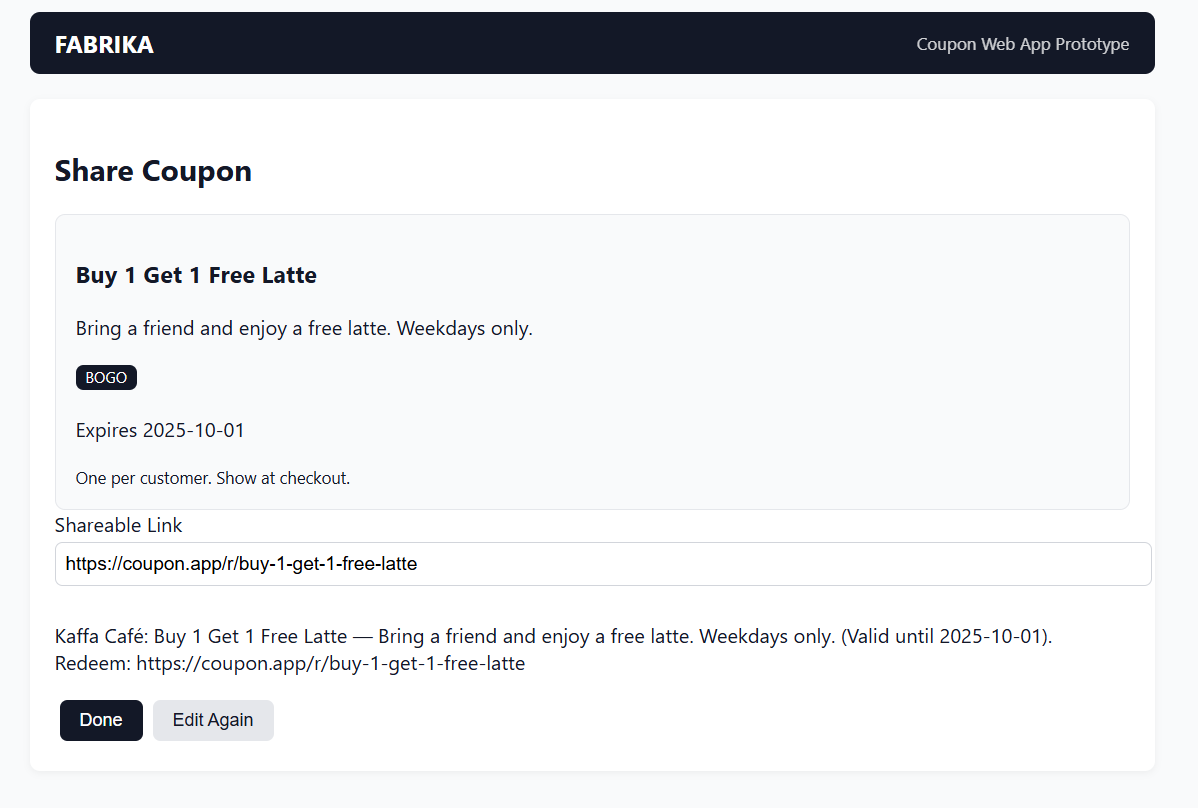 FABRIKA
Coupon Web App Prototype
Share Coupon
Buy 1 Get 1 Free Latte
Bring a friend and enjoy a free latte. Weekdays only.
BOGO
Expires 2025-10-01
One per customer. Show at checkout.
Shareable Link
https://coupon.app/r/buy-1-get-1-free-latte
Kaffa Café: Buy 1 Get 1 Free Latte — Bring a friend and enjoy a free latte. Weekdays only. (Valid until 2025-10-01).
Redeem: https://coupon.app/r/buy-1-get-1-free-latte
Done
Edit Again